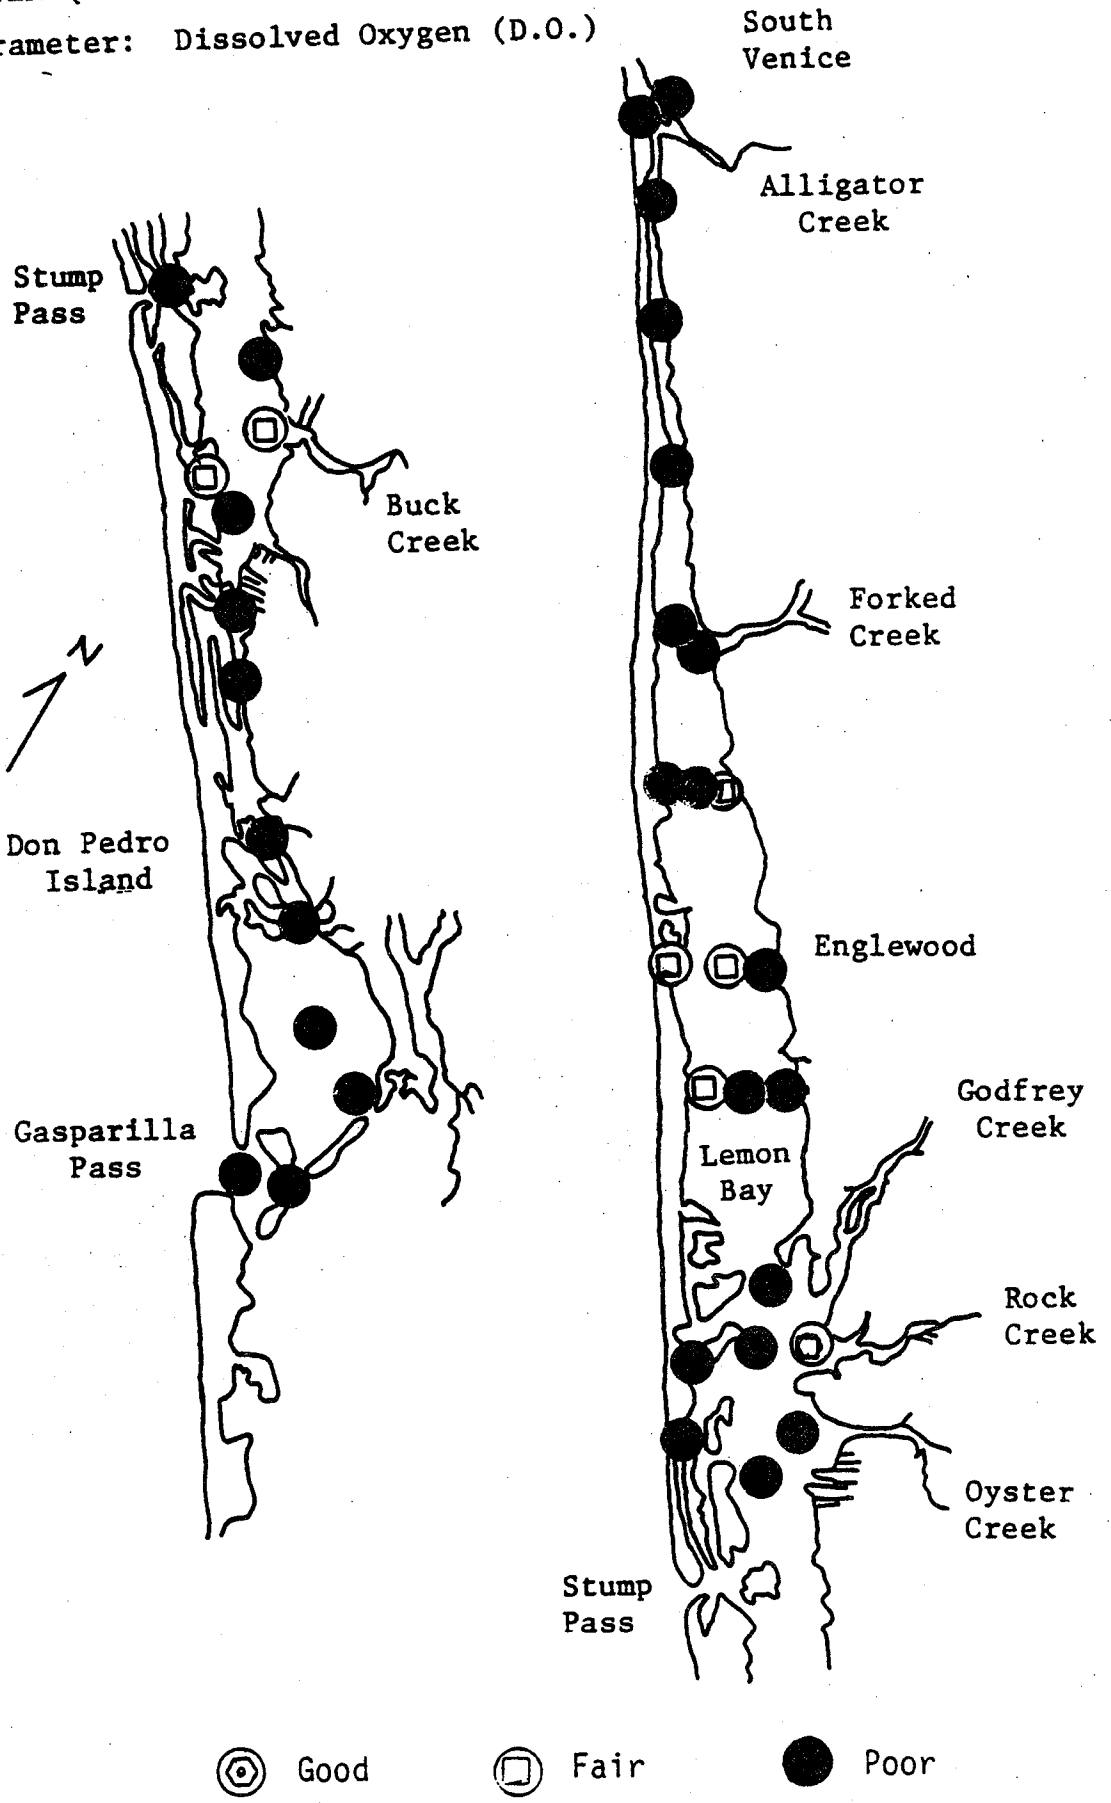 Parameter: Dissolved Oxygen (D.O.)
South
Venice
Alligator
Creek
Stump
Pass
Buck
Creek
Forked
Creek
N
Don Pedro
Island
Englewood
Gasparilla
Pass
Godfrey
Creek
Lemon
Bay
Rock
Creek
Oyster
Creek
Stump
Pass
Good
Fair
Poor